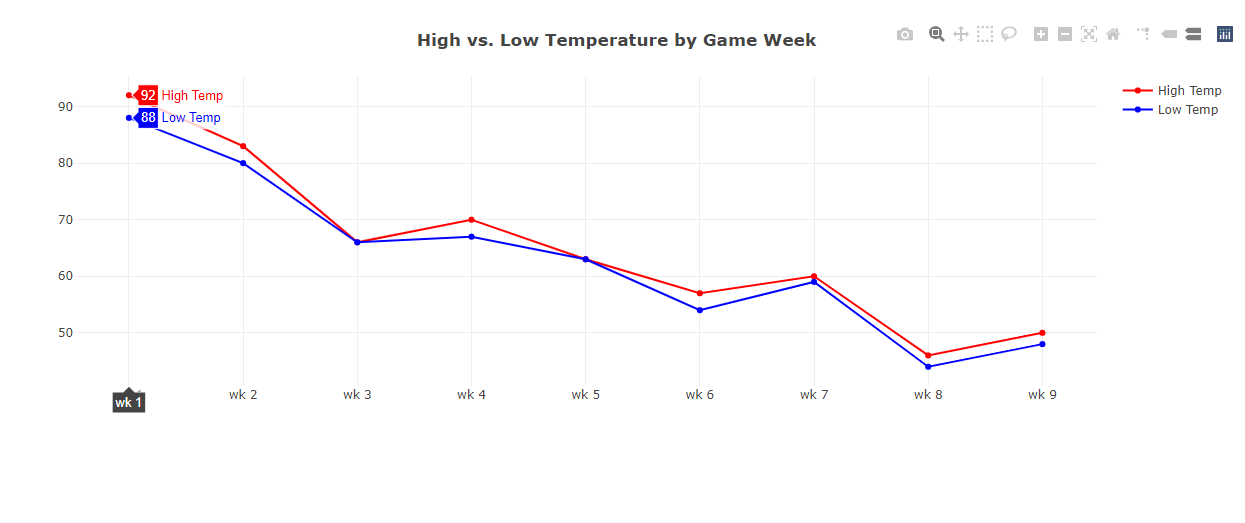 High vs. Low Temperature by Game Week
92 High Temp
88 Low Temp
High Temp
Low Temp
90
80
70
60
50
wk 1
wk 2
wk 3
wk 4
wk 5
wk 6
wk 7
wk 8
wk 9